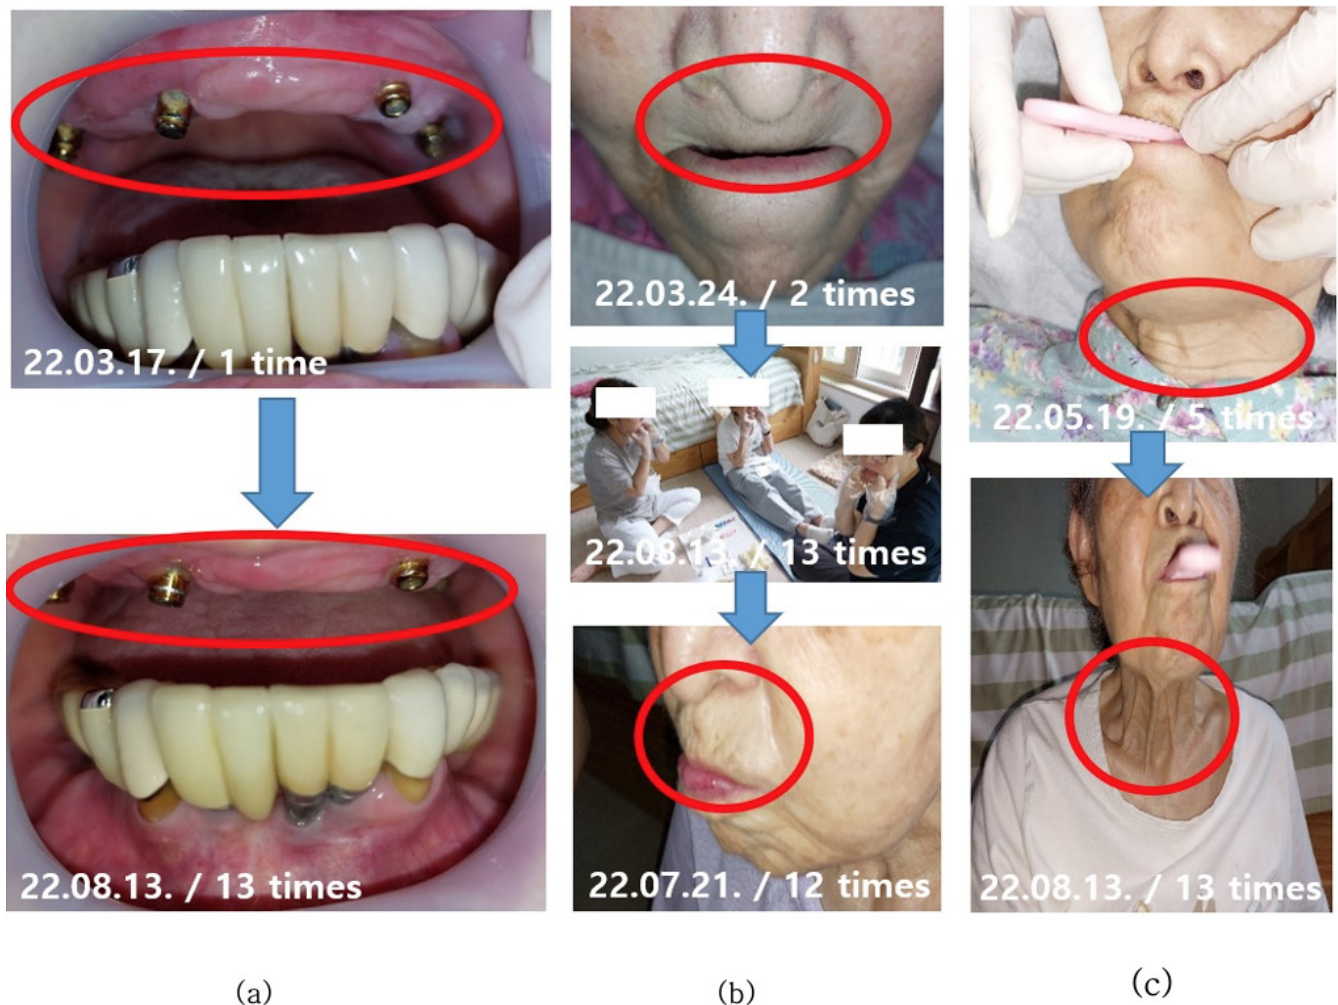 22.03.17. / 1 time
22.08.13. / 13 times
(a)
22.03.24. / 2 times
22.08.13. / 13 times
22.07.21. / 12 times
(b)
22.05.19. / 5 times
22.08.13. / 13 times
(c)